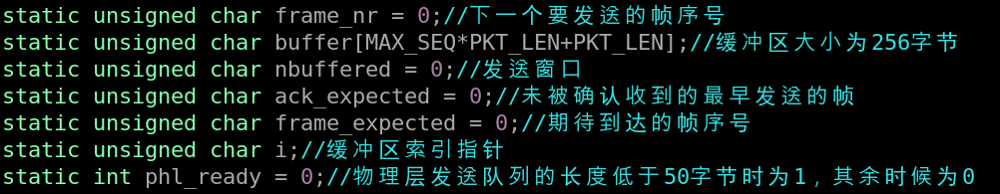 static unsigned char frame_nr = 0;//下一个要发送的帧序号
static unsigned char buffer[MAX_SEQ*PKT_LEN+PKT_LEN];//缓冲区大小为256字节
static unsigned char nbuffered = 0;//发送窗口
static unsigned char ack_expected = 0;//未被确认收到的最早发送的帧
static unsigned char frame_expected = 0;//期待到达的帧序号
static unsigned char i;//缓冲区索引指针
static int phl_ready = 0;//物理层发送队列的长度低于50字节时为1，其余时候为0